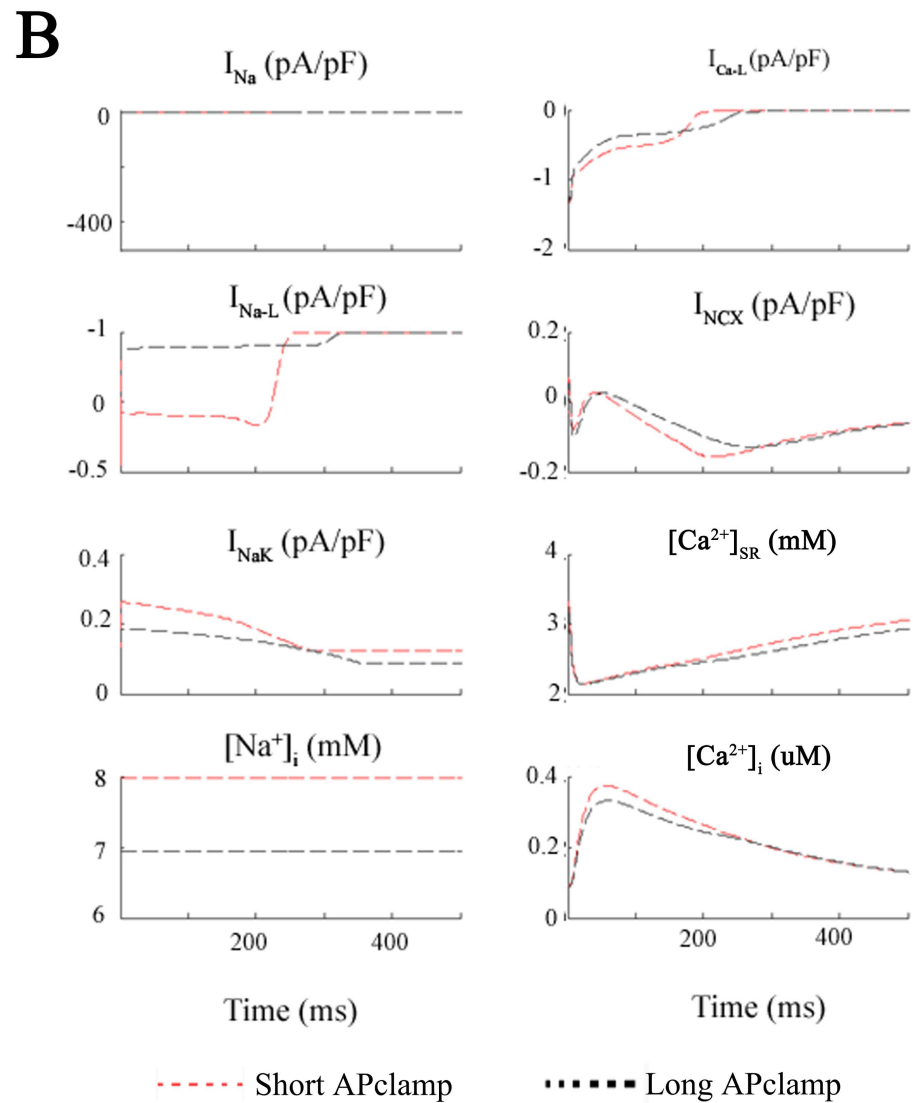 B
I_Na (pA/pF)
0
-400
I_Ca-L (pA/pF)
0
-1
-2
I_Na-L (pA/pF)
-1
0
-0.5
I_NCX (pA/pF)
0.2
0
-0.2
I_NaK (pA/pF)
0.4
0.2
0
[Ca²⁺]_SR (mM)
4
3
2
[Na⁺]_i (mM)
8
7
6
200 400
Time (ms)
[Ca²⁺]_i (uM)
0.4
0.2
0
200 400
Time (ms)
Short APclamp
Long APclamp